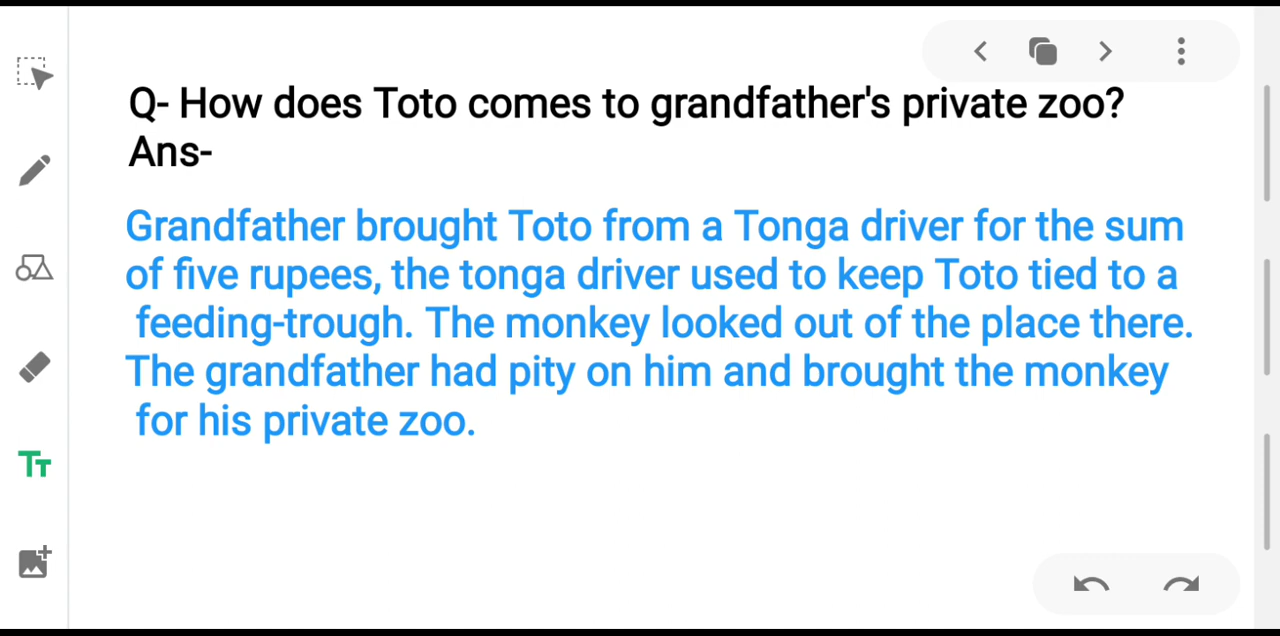 Q- How does Toto comes to grandfather's private zoo?
Ans-
Grandfather brought Toto from a Tonga driver for the sum
of five rupees, the tonga driver used to keep Toto tied to a
feeding-trough. The monkey looked out of the place there.
The grandfather had pity on him and brought the monkey
for his private zoo.
Tт